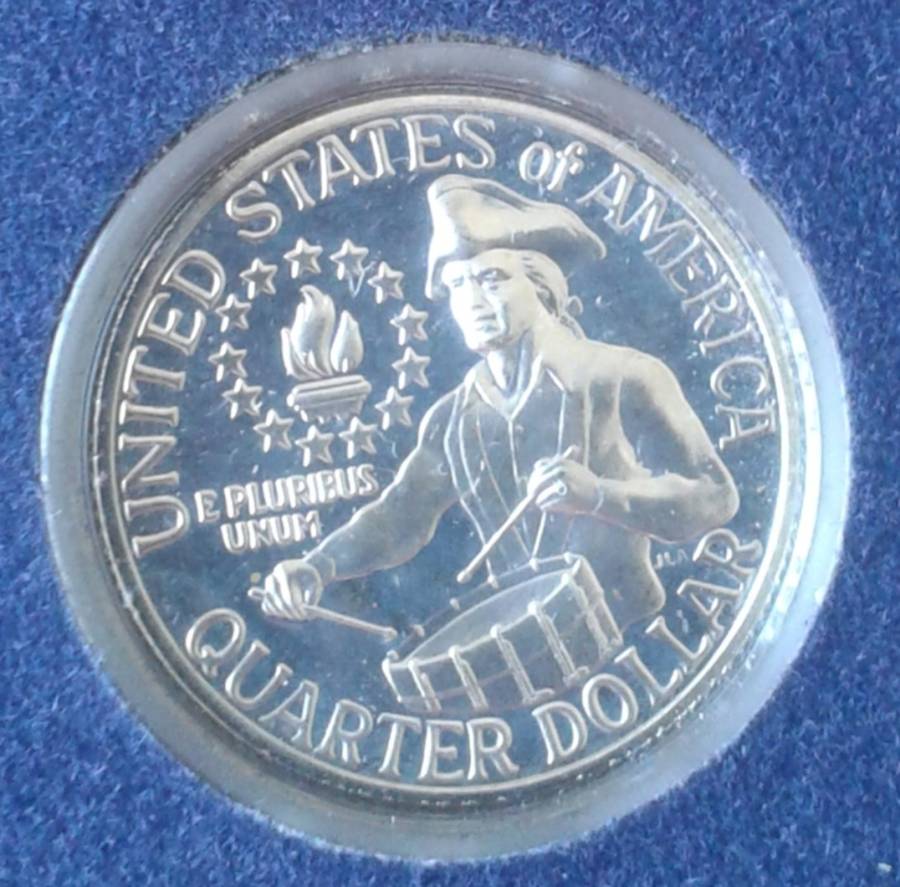 UNITED STATES of AMERICA
E PLURIBUS
UNUM
JLA
QUARTER DOLLAR